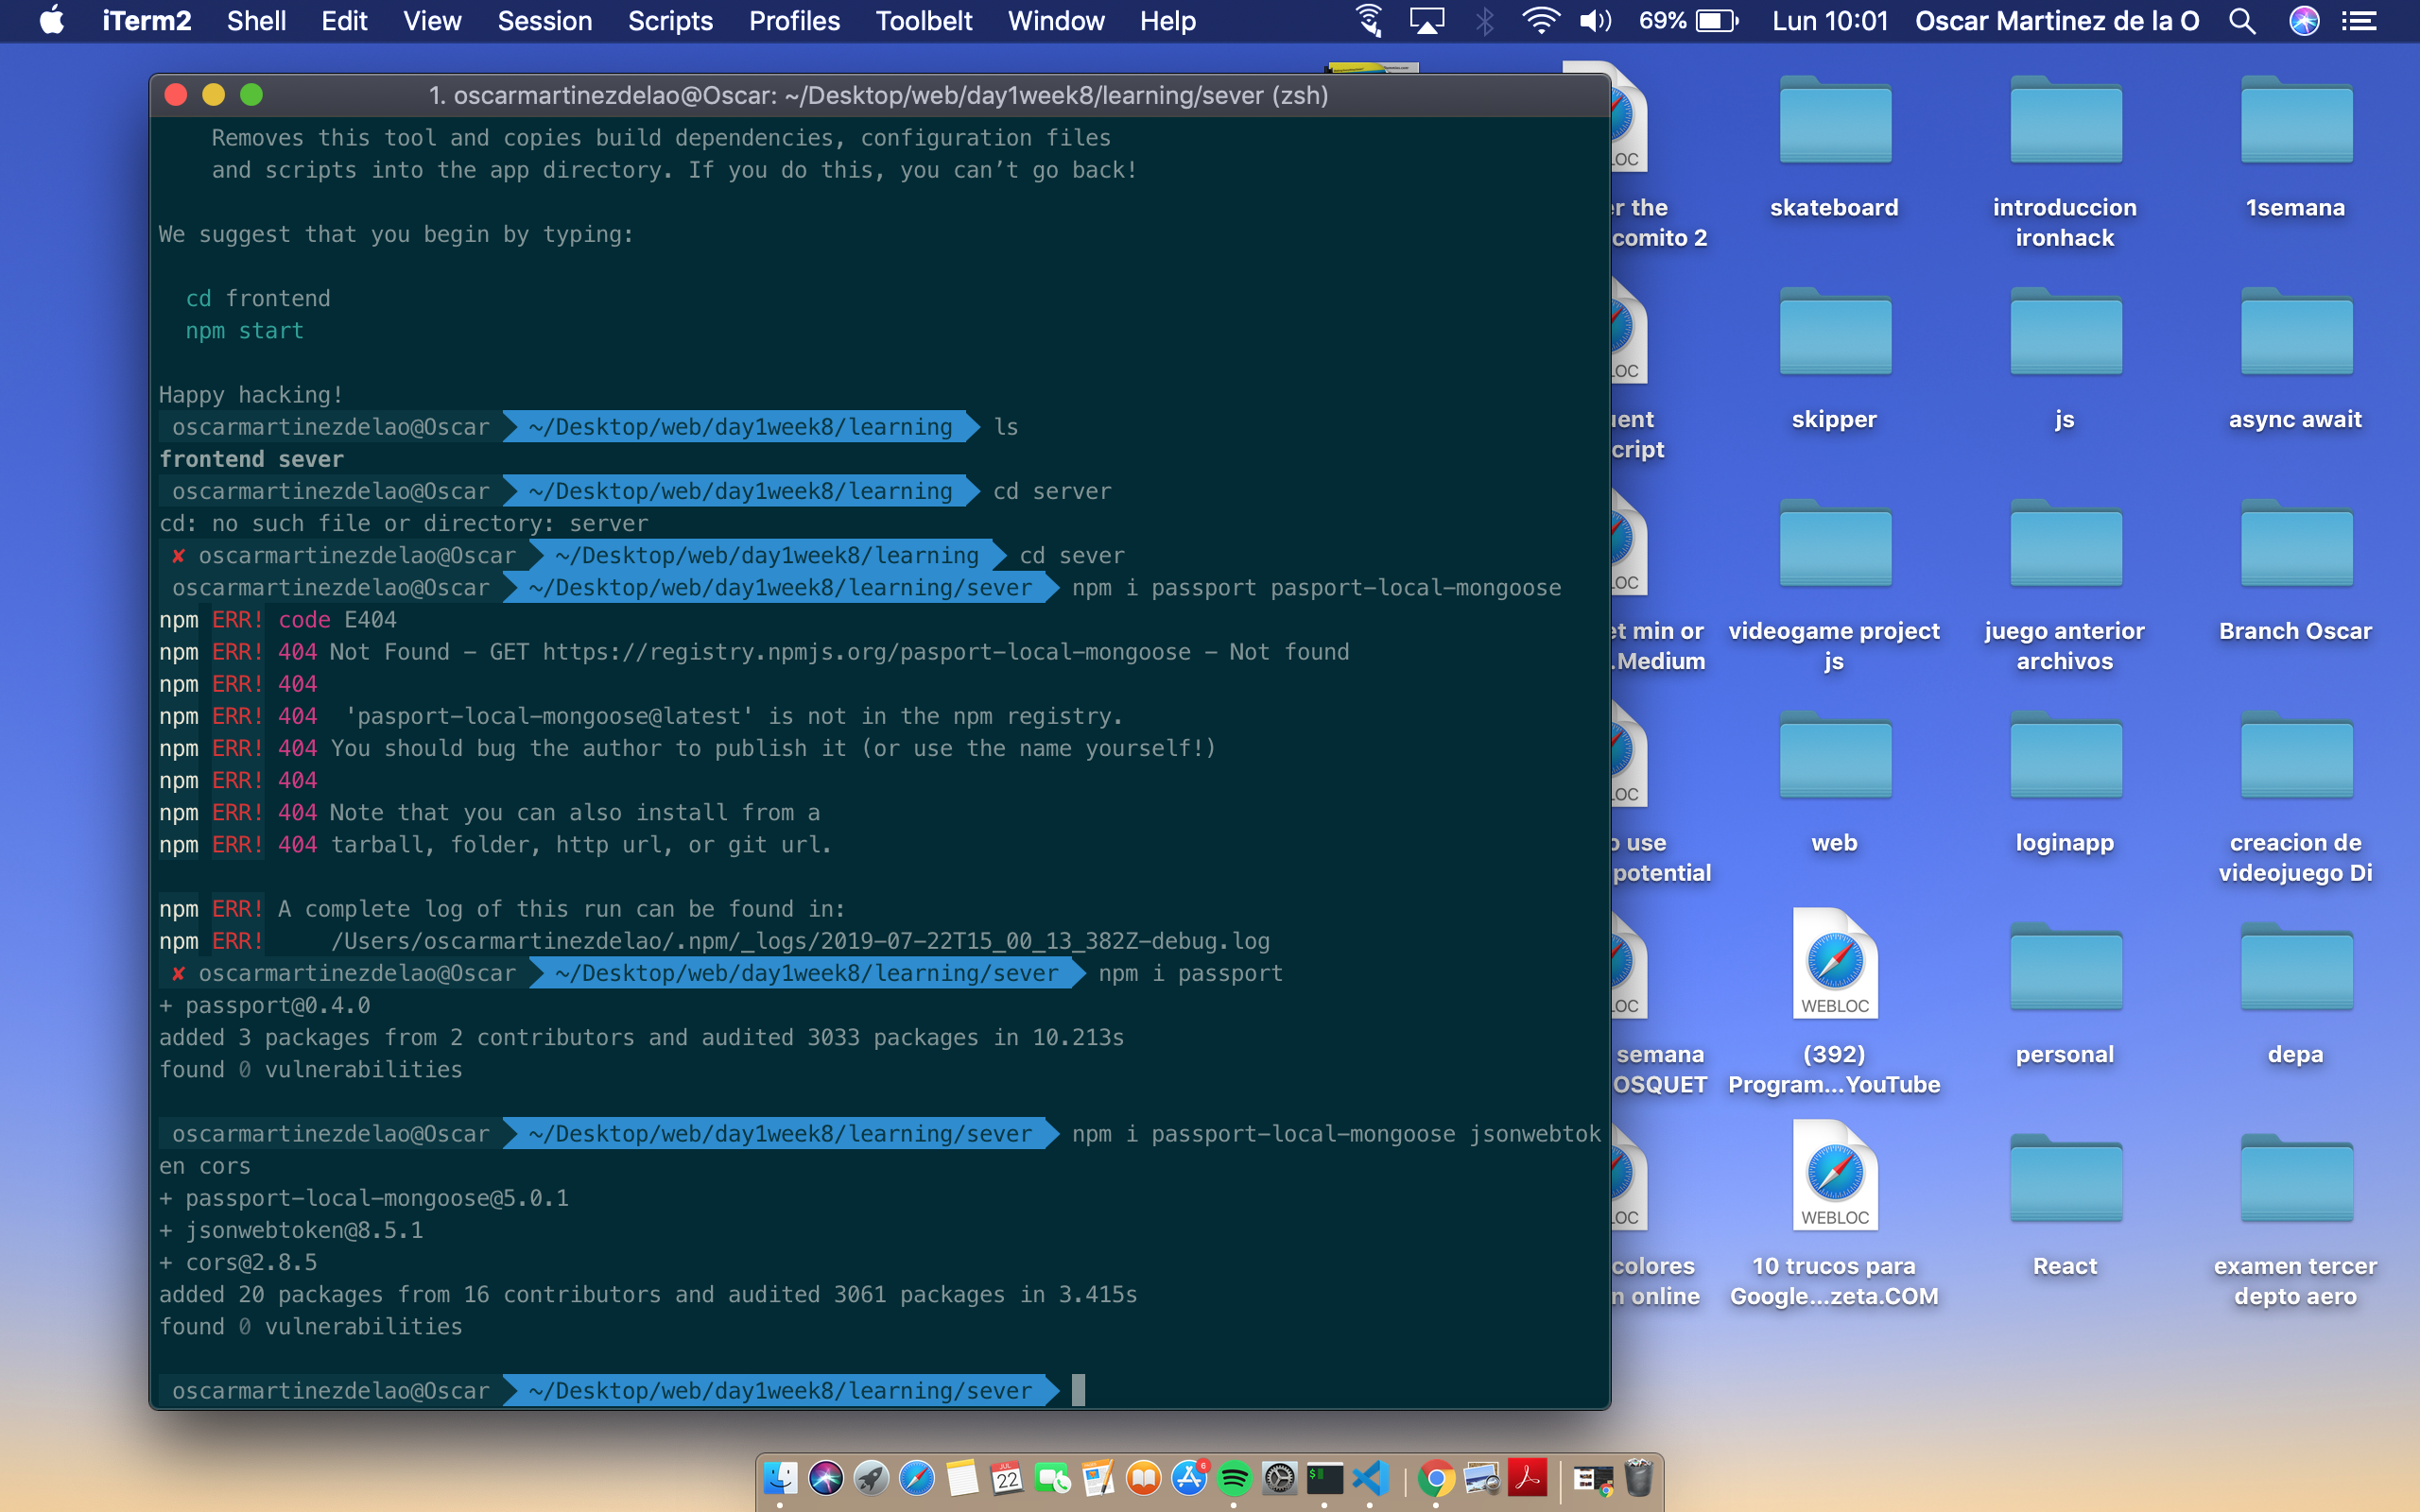 iTerm2 Shell Edit View Session Scripts Profiles Toolbelt Window Help 69% Lun 10:01 Oscar Martinez de la O
1. oscarmartinezdelao@Oscar: ~/Desktop/web/day1week8/learning/sever (zsh)
Removes this tool and copies build dependencies, configuration files
and scripts into the app directory. If you do this, you can’t go back!
We suggest that you begin by typing:
cd frontend
npm start
Happy hacking!
oscarmartinezdelao@Oscar ~/Desktop/web/day1week8/learning ls
frontend sever
oscarmartinezdelao@Oscar ~/Desktop/web/day1week8/learning cd server
cd: no such file or directory: server
✘ oscarmartinezdelao@Oscar ~/Desktop/web/day1week8/learning cd sever
oscarmartinezdelao@Oscar ~/Desktop/web/day1week8/learning/sever npm i passport pasport-local-mongoose
npm ERR! code E404
npm ERR! 404 Not Found - GET https://registry.npmjs.org/pasport-local-mongoose - Not found
npm ERR! 404
npm ERR! 404 'pasport-local-mongoose@latest' is not in the npm registry.
npm ERR! 404 You should bug the author to publish it (or use the name yourself!)
npm ERR! 404
npm ERR! 404 Note that you can also install from a
npm ERR! 404 tarball, folder, http url, or git url.
npm ERR! A complete log of this run can be found in:
npm ERR! /Users/oscarmartinezdelao/.npm/_logs/2019-07-22T15_00_13_382Z-debug.log
✘ oscarmartinezdelao@Oscar ~/Desktop/web/day1week8/learning/sever npm i passport
+ passport@0.4.0
added 3 packages from 2 contributors and audited 3033 packages in 10.213s
found 0 vulnerabilities
oscarmartinezdelao@Oscar ~/Desktop/web/day1week8/learning/sever npm i passport-local-mongoose jsonwebtok
en cors
+ passport-local-mongoose@5.0.1
+ jsonwebtoken@8.5.1
+ cors@2.8.5
added 20 packages from 16 contributors and audited 3061 packages in 3.415s
found 0 vulnerabilities
oscarmartinezdelao@Oscar ~/Desktop/web/day1week8/learning/sever
LOC
er the
comito 2
skateboard
introduccion
ironhack
1semana
LOC
uent
cript
skipper
js
async await
LOC
et min or
.Medium
videogame project
js
juego anterior
archivos
Branch Oscar
LOC
o use
potential
web
loginapp
creacion de
videojuego Di
LOC
semana
OSQUET
WEBLOC
(392)
Program...YouTube
personal
depa
LOC
colores
n online
WEBLOC
10 trucos para
Google...zeta.COM
React
examen tercer
depto aero
JUL
22
6